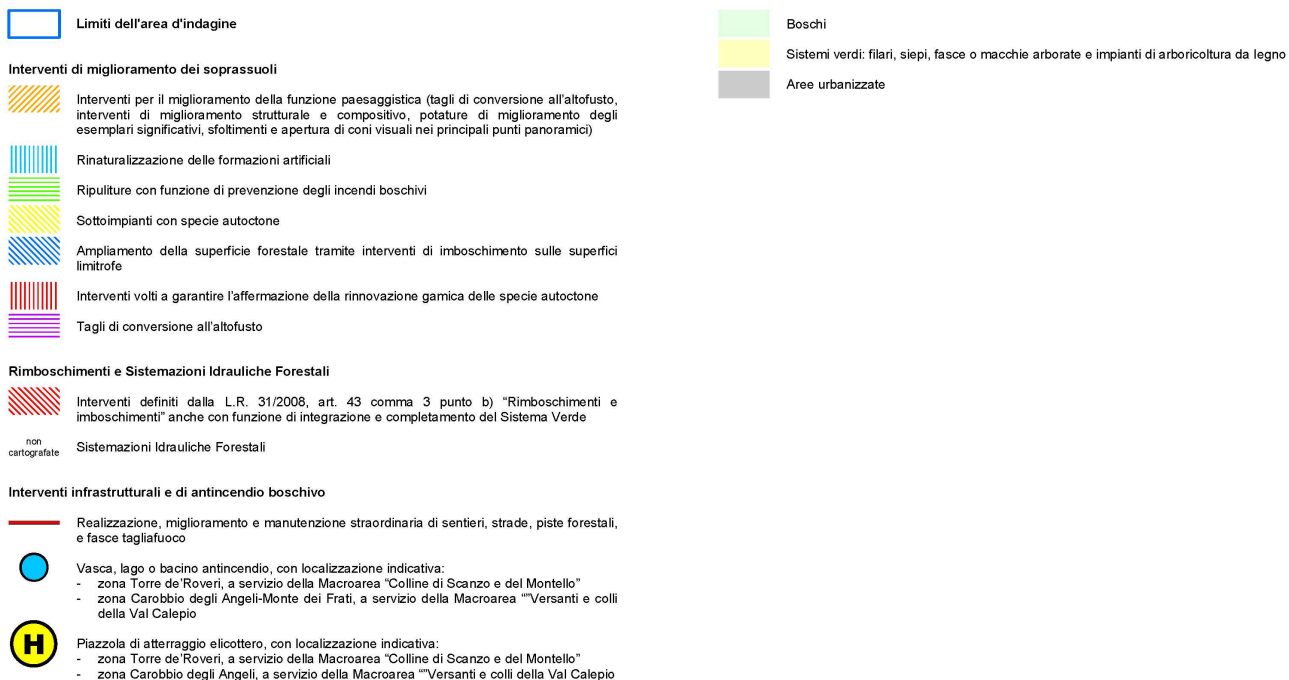 Limiti dell'area d'indagine
Interventi di miglioramento dei soprassuoli
Interventi per il miglioramento della funzione paesaggistica (tagli di conversione all'altofusto,
interventi di miglioramento strutturale e compositivo, potature di miglioramento degli
esemplari significativi, sfoltimenti e apertura di coni visuali nei principali punti panoramici)
Rinaturalizzazione delle formazioni artificiali
Ripuliture con funzione di prevenzione degli incendi boschivi
Sottoimpianti con specie autoctone
Ampliamento della superficie forestale tramite interventi di imboschimento sulle superfici
limitrofe
Interventi volti a garantire l'affermazione della rinnovazione gamica delle specie autoctone
Tagli di conversione all'altofusto
Rimboschimenti e Sistemazioni Idrauliche Forestali
Interventi definiti dalla L.R. 31/2008, art. 43 comma 3 punto b) “Rimboschimenti e
imboschimenti” anche con funzione di integrazione e completamento del Sistema Verde
non
cartografate
Sistemazioni Idrauliche Forestali
Interventi infrastrutturali e di antincendio boschivo
Realizzazione, miglioramento e manutenzione straordinaria di sentieri, strade, piste forestali,
e fasce tagliafuoco
Vasca, lago o bacino antincendio, con localizzazione indicativa:
- zona Torre de'Roveri, a servizio della Macroarea “Colline di Scanzo e del Montello”
- zona Carobbio degli Angeli-Monte dei Frati, a servizio della Macroarea “”Versanti e colli
della Val Calepio
H
Piazzola di atterraggio elicottero, con localizzazione indicativa:
- zona Torre de'Roveri, a servizio della Macroarea “Colline di Scanzo e del Montello”
- zona Carobbio degli Angeli, a servizio della Macroarea “”Versanti e colli della Val Calepio
Boschi
Sistemi verdi: filari, siepi, fasce o macchie arborate e impianti di arboricoltura da legno
Aree urbanizzate